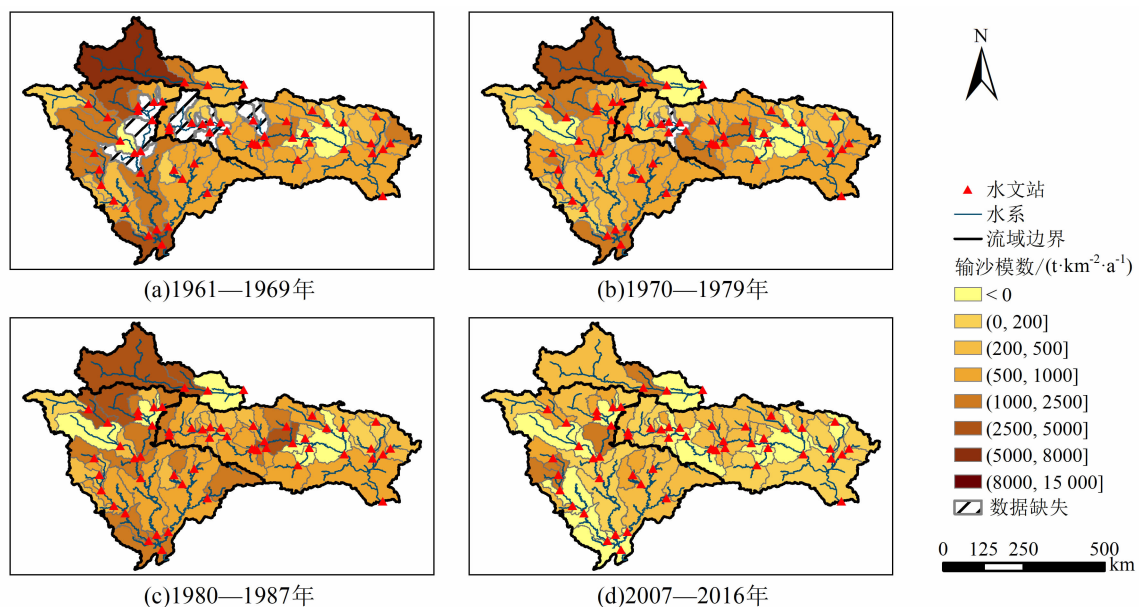 N
水文站
水系
流域边界
输沙模数/(t·km⁻²·a⁻¹)
< 0
(0, 200]
(200, 500]
(500, 1000]
(1000, 2500]
(2500, 5000]
(5000, 8000]
(8000, 15 000]
数据缺失
0 125 250 500
km
(a)1961—1969年
(b)1970—1979年
(c)1980—1987年
(d)2007—2016年